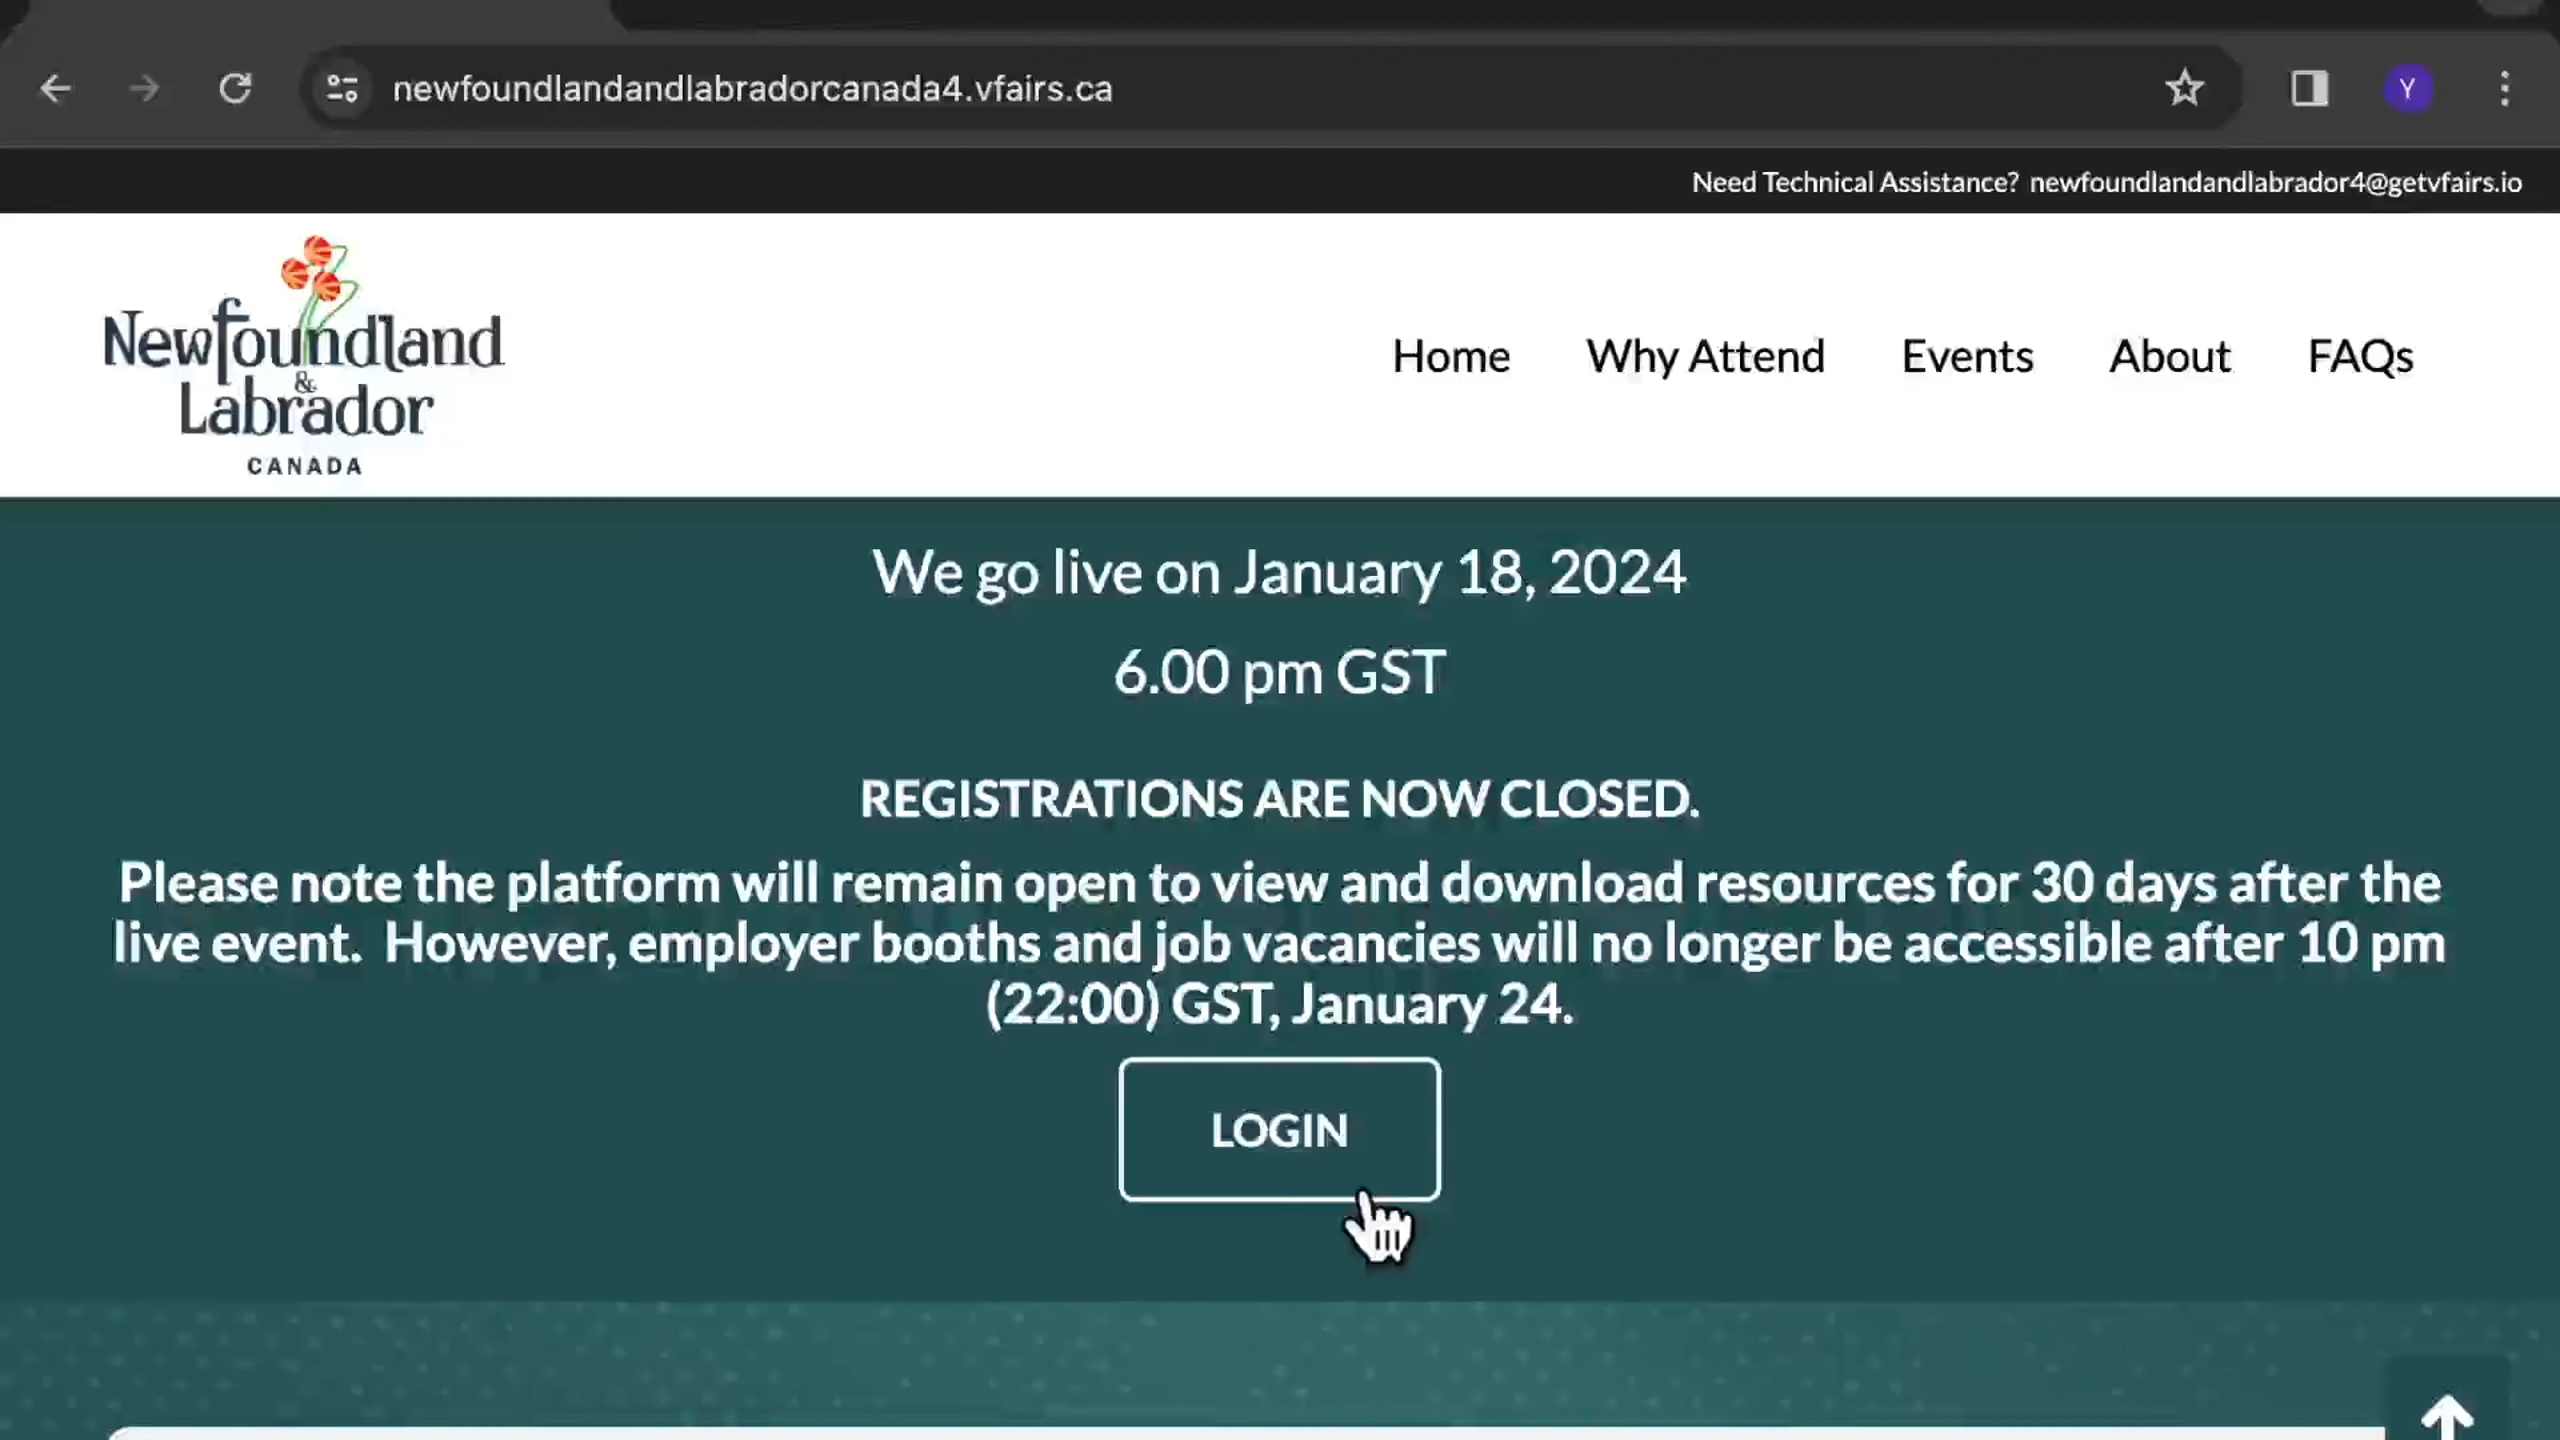 newfoundlandandlabradorcanada4.vfairs.ca
Y
Need Technical Assistance? newfoundlandandlabrador4@getvfairs.io
Newfoundland
&
Labrador
CANADA
Home Why Attend Events About FAQs
We go live on January 18, 2024
6.00 pm GST
REGISTRATIONS ARE NOW CLOSED.
Please note the platform will remain open to view and download resources for 30 days after the
live event. However, employer booths and job vacancies will no longer be accessible after 10 pm
(22:00) GST, January 24.
LOGIN